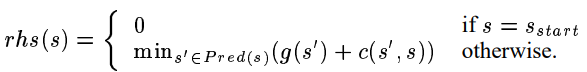 rhs(s) = { 0 if s = s_start
min_{s'∈Pred(s)}(g(s') + c(s', s)) otherwise.